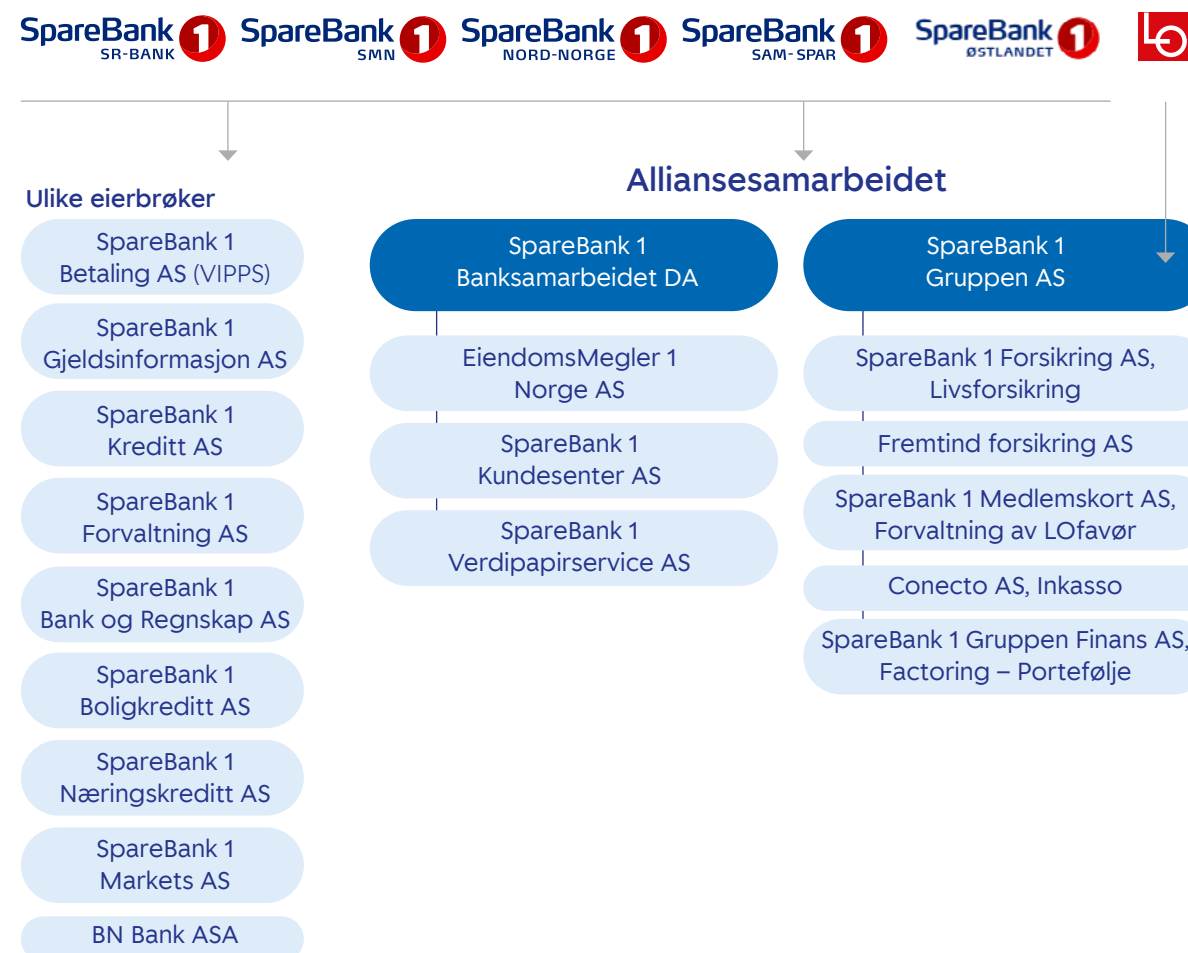 SpareBank 1
SR-BANK
SpareBank 1
SMN
SpareBank 1
NORD-NORGE
SpareBank 1
SAM-SPAR
SpareBank 1
ØSTLANDET
LO
Ulike eierbrøker
SpareBank 1
Betaling AS (VIPPS)
SpareBank 1
Gjeldsinformasjon AS
SpareBank 1
Kreditt AS
SpareBank 1
Forvaltning AS
SpareBank 1
Bank og Regnskap AS
SpareBank 1
Boligkreditt AS
SpareBank 1
Næringskreditt AS
SpareBank 1
Markets AS
BN Bank ASA
Alliansesamarbeidet
SpareBank 1
Banksamarbeidet DA
EiendomsMegler 1
Norge AS
SpareBank 1
Kundesenter AS
SpareBank 1
Verdipapirservice AS
SpareBank 1
Gruppen AS
SpareBank 1 Forsikring AS,
Livsforsikring
Fremtind forsikring AS
SpareBank 1 Medlemskort AS,
Forvaltning av LOfavør
Conecto AS, Inkasso
SpareBank 1 Gruppen Finans AS,
Factoring – Portefølje